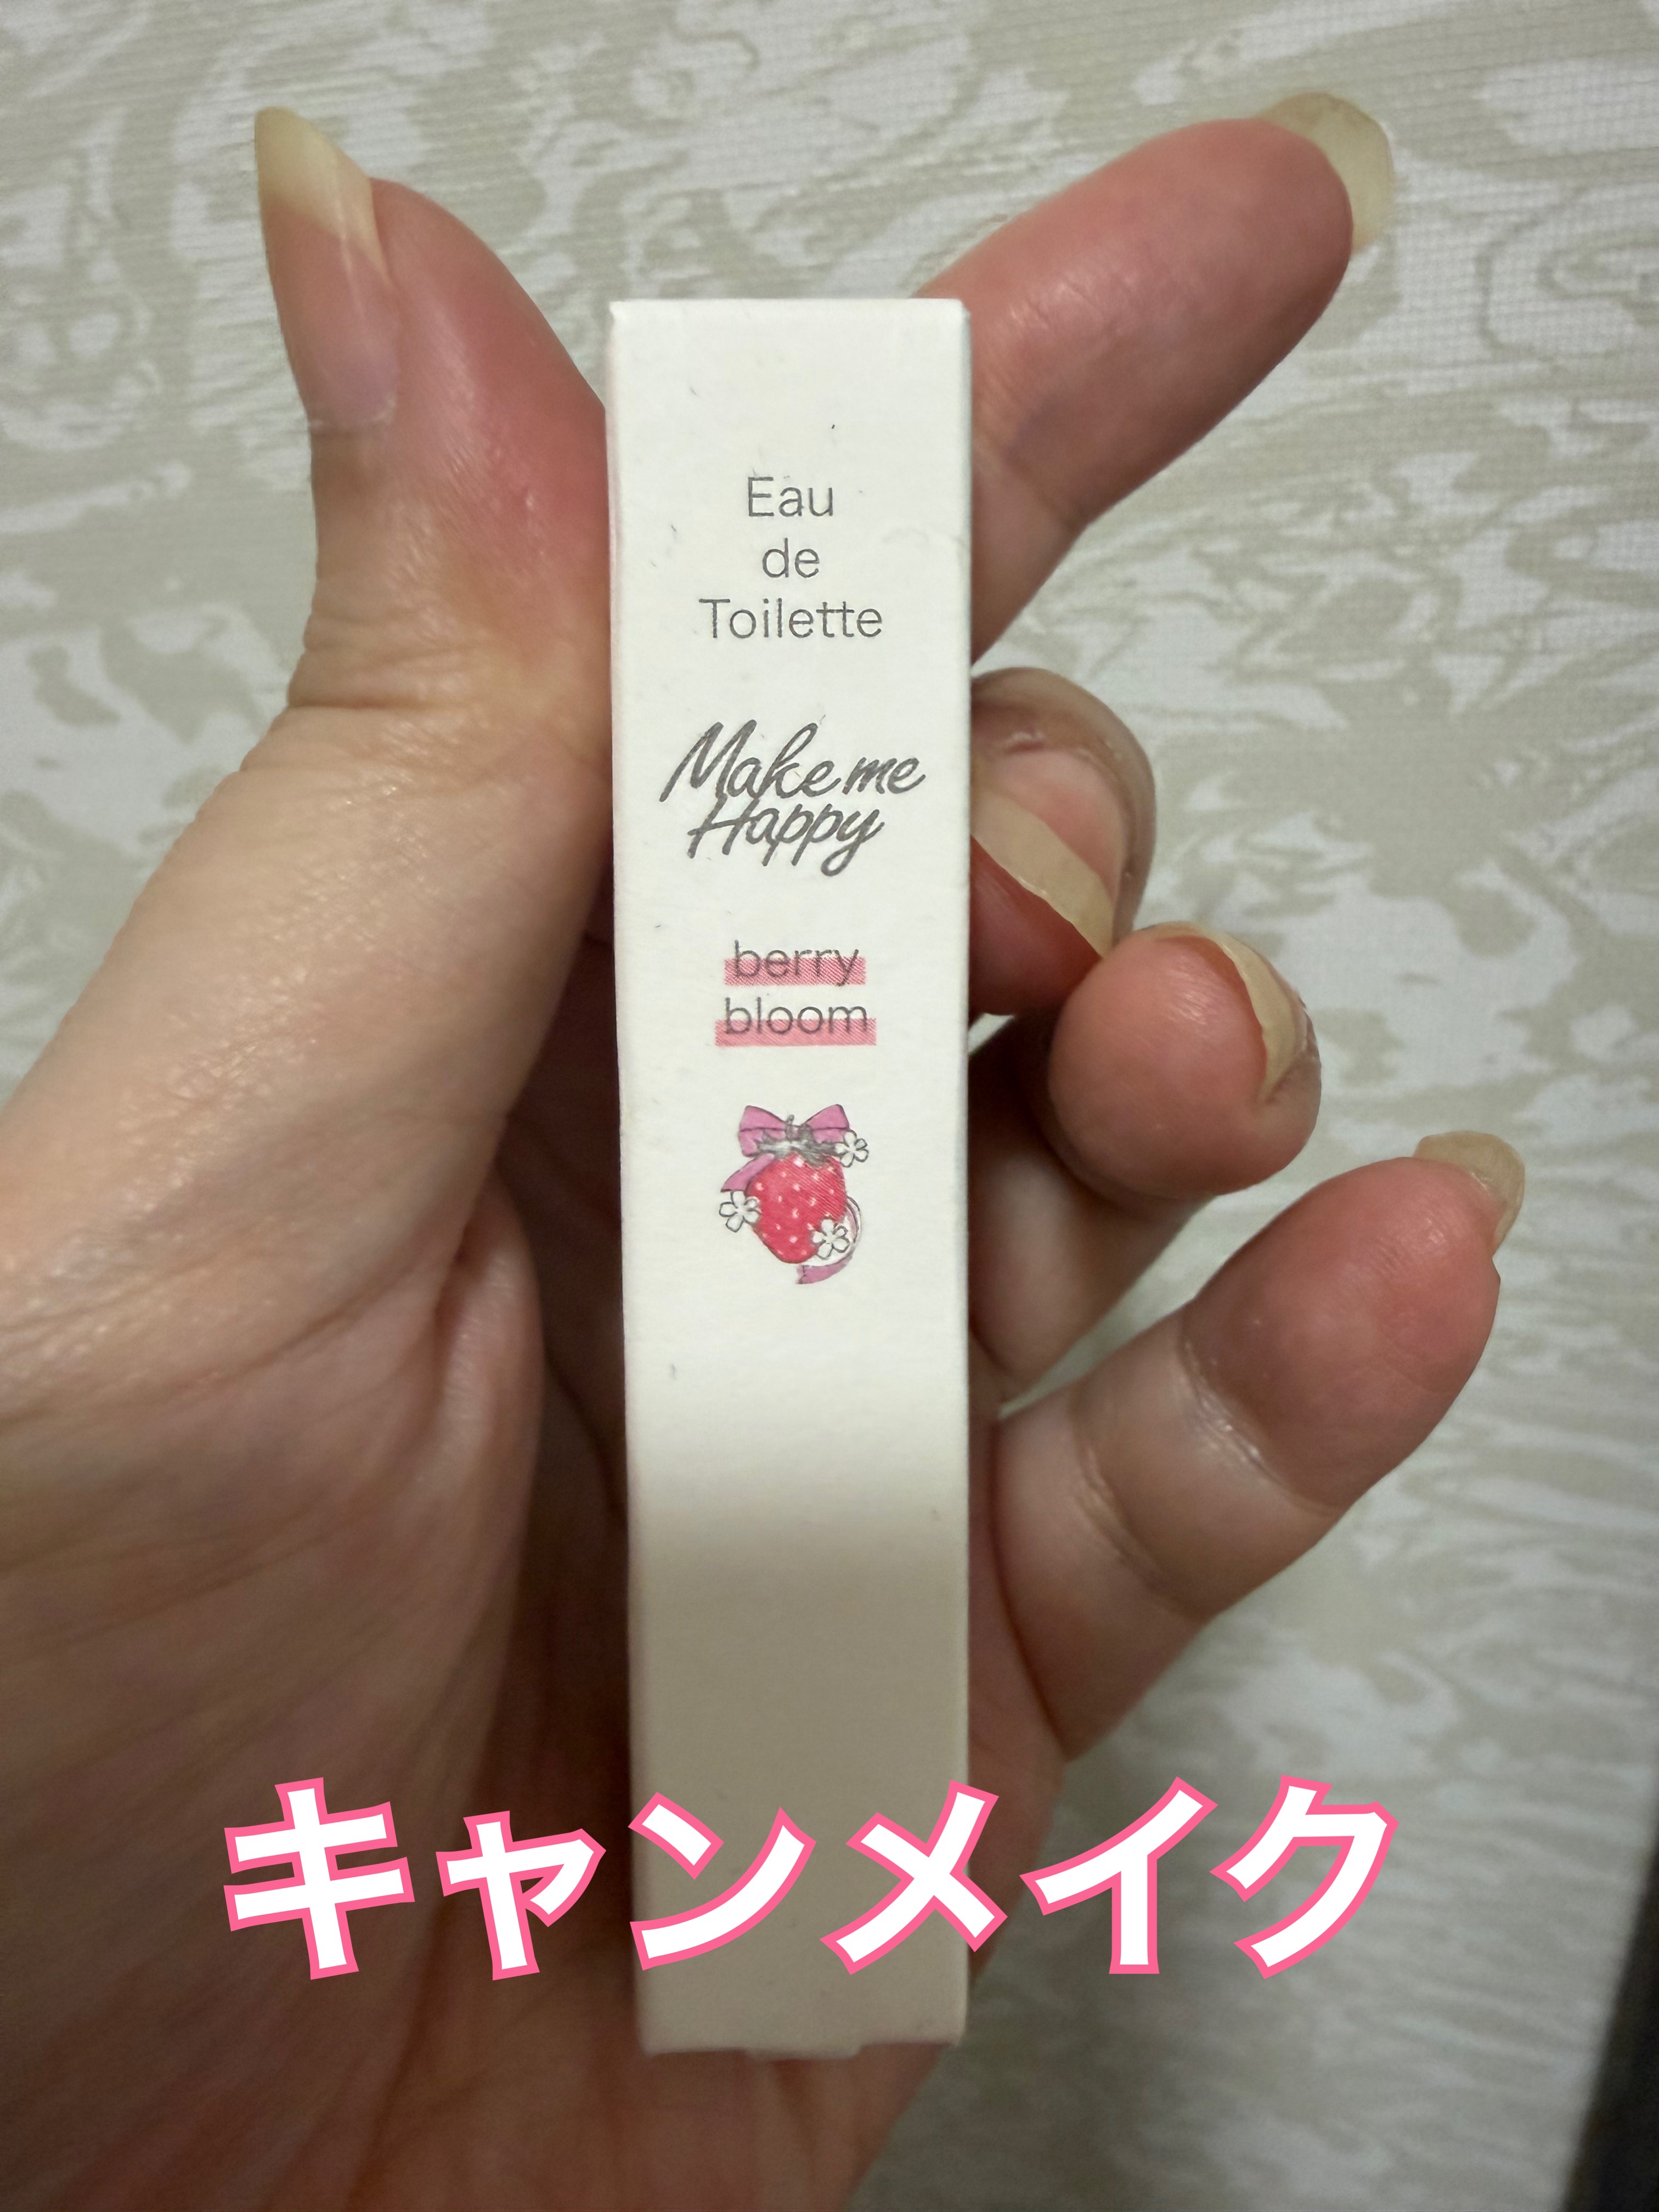 Eau
de
Toilette
Make me
Happy
berry
bloom
キャンメイク